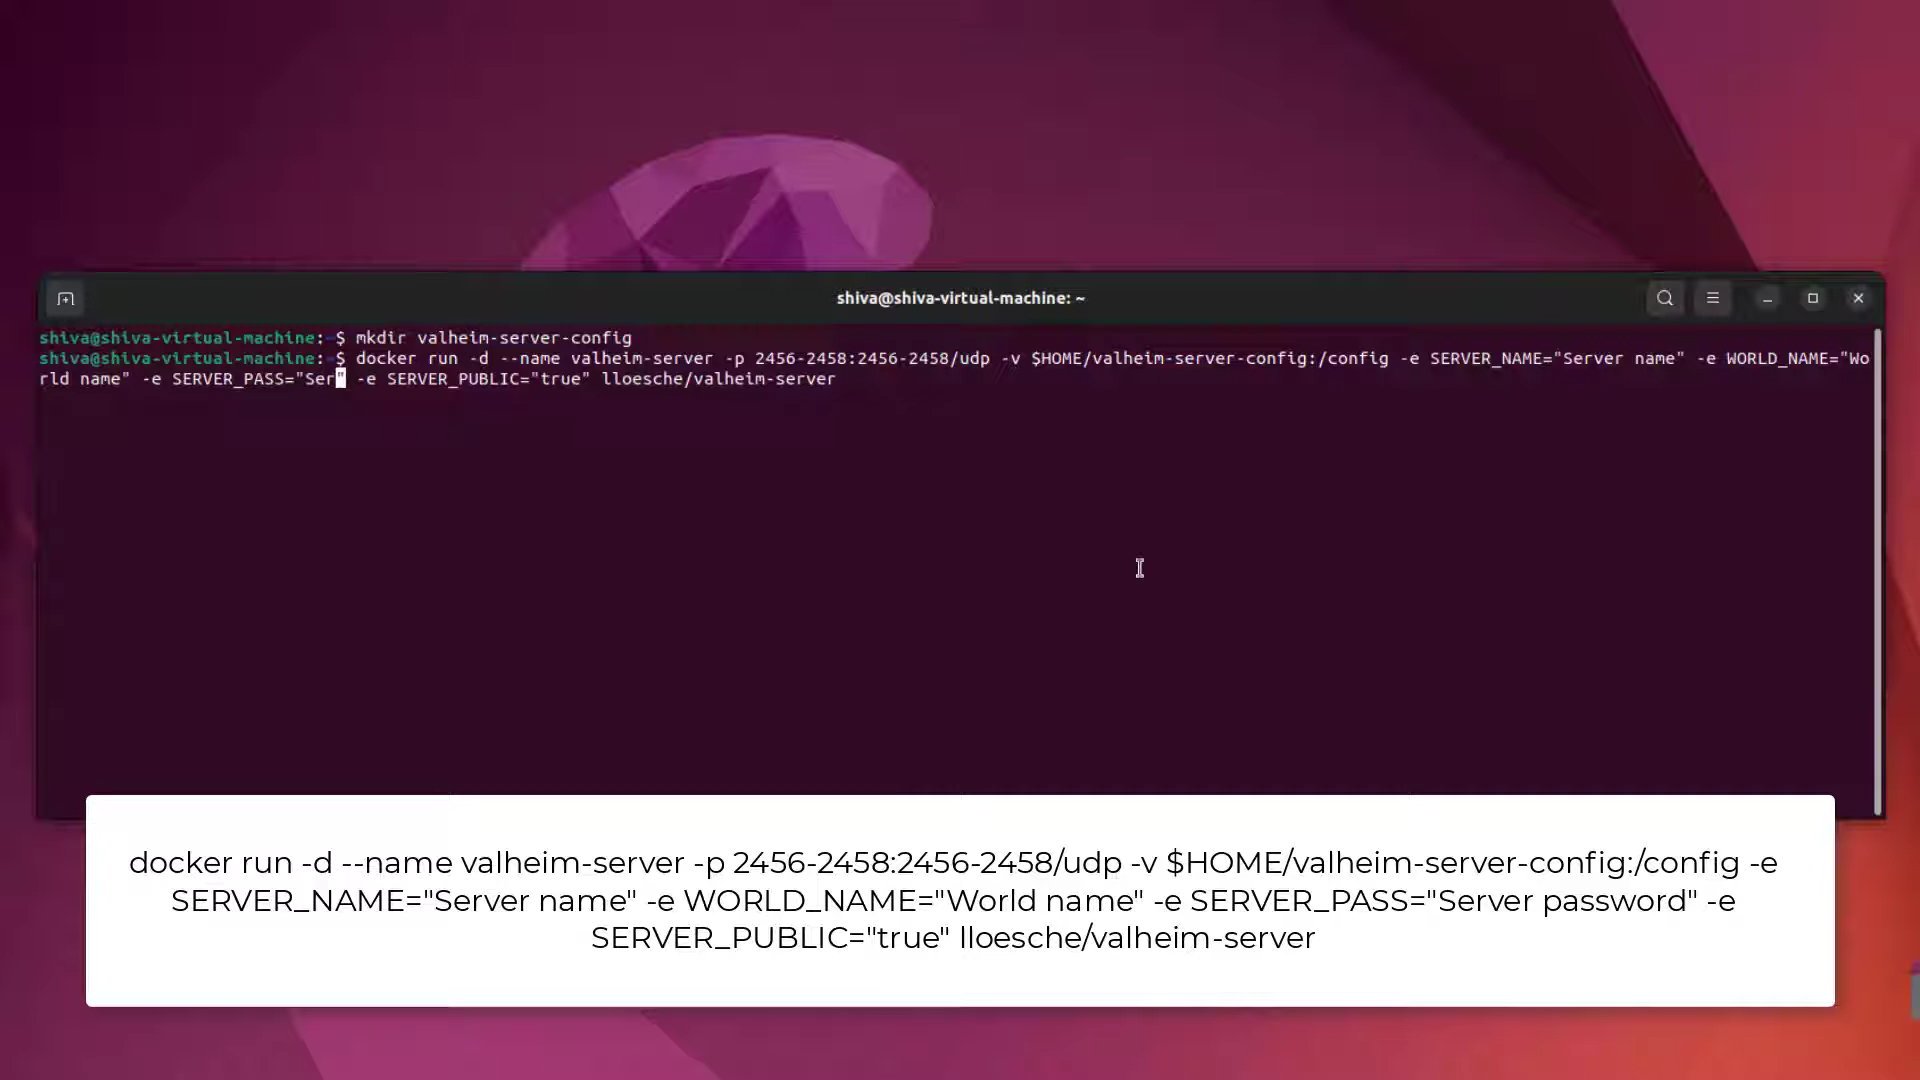 shiva@shiva-virtual-machine: ~
shiva@shiva-virtual-machine:~$ mkdir valheim-server-config
shiva@shiva-virtual-machine:~$ docker run -d --name valheim-server -p 2456-2458:2456-2458/udp -v $HOME/valheim-server-config:/config -e SERVER_NAME="Server name" -e WORLD_NAME="Wo
rld name" -e SERVER_PASS="Ser" -e SERVER_PUBLIC="true" lloesche/valheim-server
docker run -d --name valheim-server -p 2456-2458:2456-2458/udp -v $HOME/valheim-server-config:/config -e
SERVER_NAME="Server name" -e WORLD_NAME="World name" -e SERVER_PASS="Server password" -e
SERVER_PUBLIC="true" lloesche/valheim-server